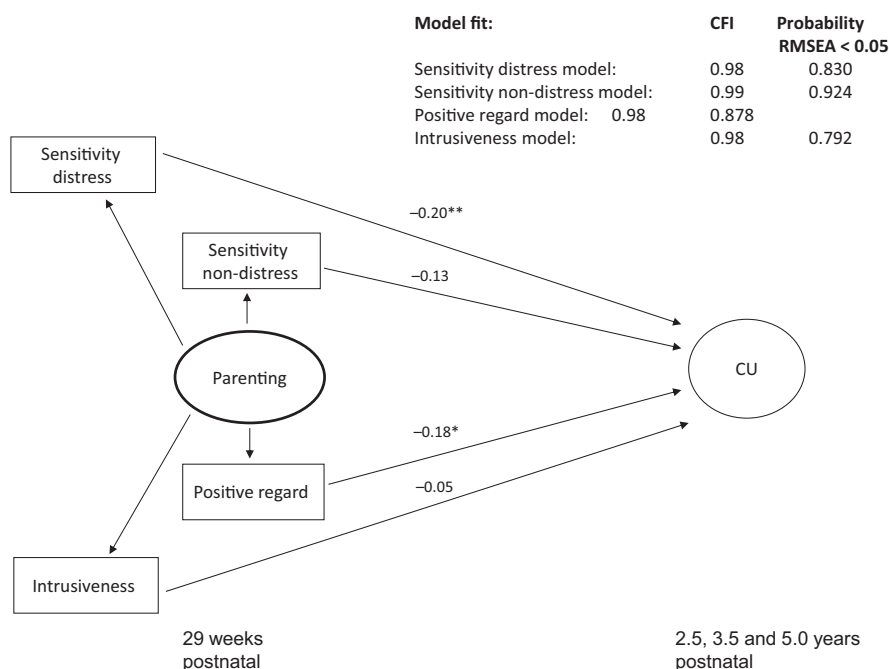 Model fit: CFI Probability
RMSEA < 0.05
Sensitivity distress model: 0.98 0.830
Sensitivity non-distress model: 0.99 0.924
Positive regard model: 0.98 0.878
Intrusiveness model: 0.98 0.792
Sensitivity
distress
–0.20**
Sensitivity
non-distress
–0.13
Parenting
CU
–0.18*
Positive regard
–0.05
Intrusiveness
29 weeks
postnatal
2.5, 3.5 and 5.0 years
postnatal